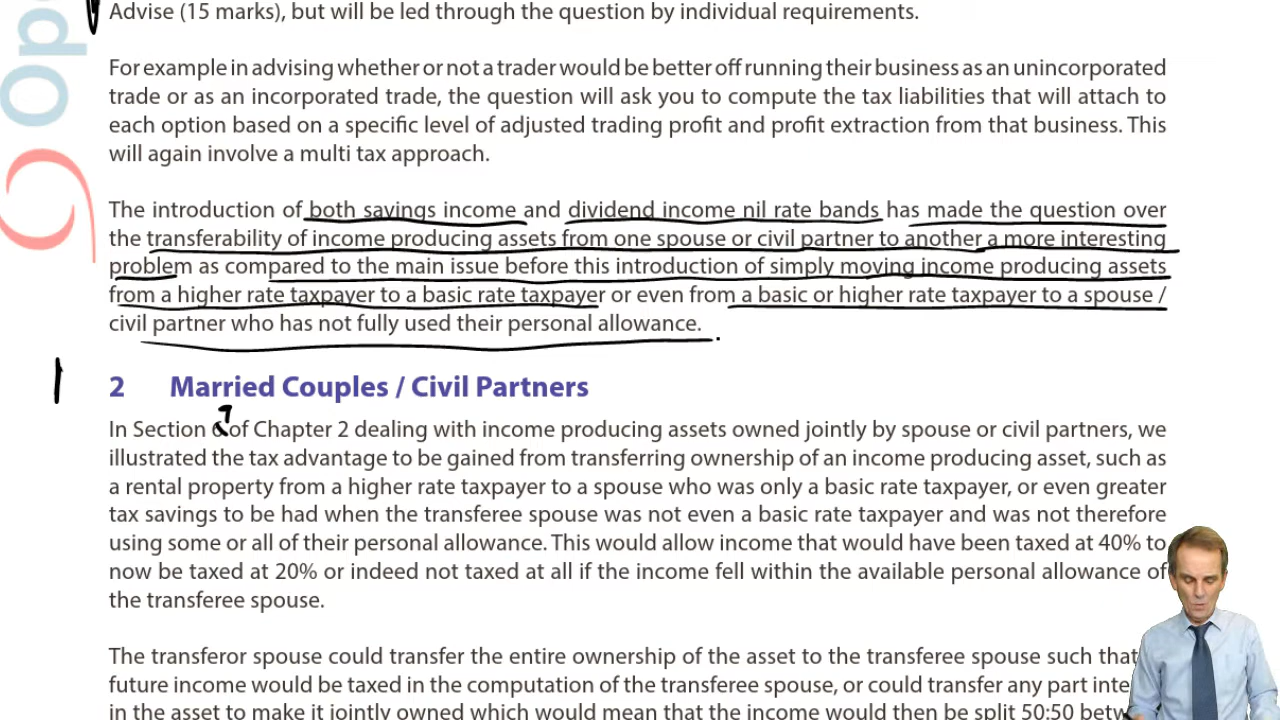 Ope
Advise (15 marks), but will be led through the question by individual requirements.
For example in advising whether or not a trader would be better off running their business as an unincorporated
trade or as an incorporated trade, the question will ask you to compute the tax liabilities that will attach to
each option based on a specific level of adjusted trading profit and profit extraction from that business. This
will again involve a multi tax approach.
The introduction of both savings income and dividend income nil rate bands has made the question over
the transferability of income producing assets from one spouse or civil partner to another a more interesting
problem as compared to the main issue before this introduction of simply moving income producing assets
from a higher rate taxpayer to a basic rate taxpayer or even from a basic or higher rate taxpayer to a spouse /
civil partner who has not fully used their personal allowance.
2 Married Couples / Civil Partners
In Section 7 of Chapter 2 dealing with income producing assets owned jointly by spouse or civil partners, we
illustrated the tax advantage to be gained from transferring ownership of an income producing asset, such as
a rental property from a higher rate taxpayer to a spouse who was only a basic rate taxpayer, or even greater
tax savings to be had when the transferee spouse was not even a basic rate taxpayer and was not therefore
using some or all of their personal allowance. This would allow income that would have been taxed at 40% to
now be taxed at 20% or indeed not taxed at all if the income fell within the available personal allowance of
the transferee spouse.
The transferor spouse could transfer the entire ownership of the asset to the transferee spouse such that
future income would be taxed in the computation of the transferee spouse, or could transfer any part inte
in the asset to make it jointly owned which would mean that the income would then be split 50:50 betw